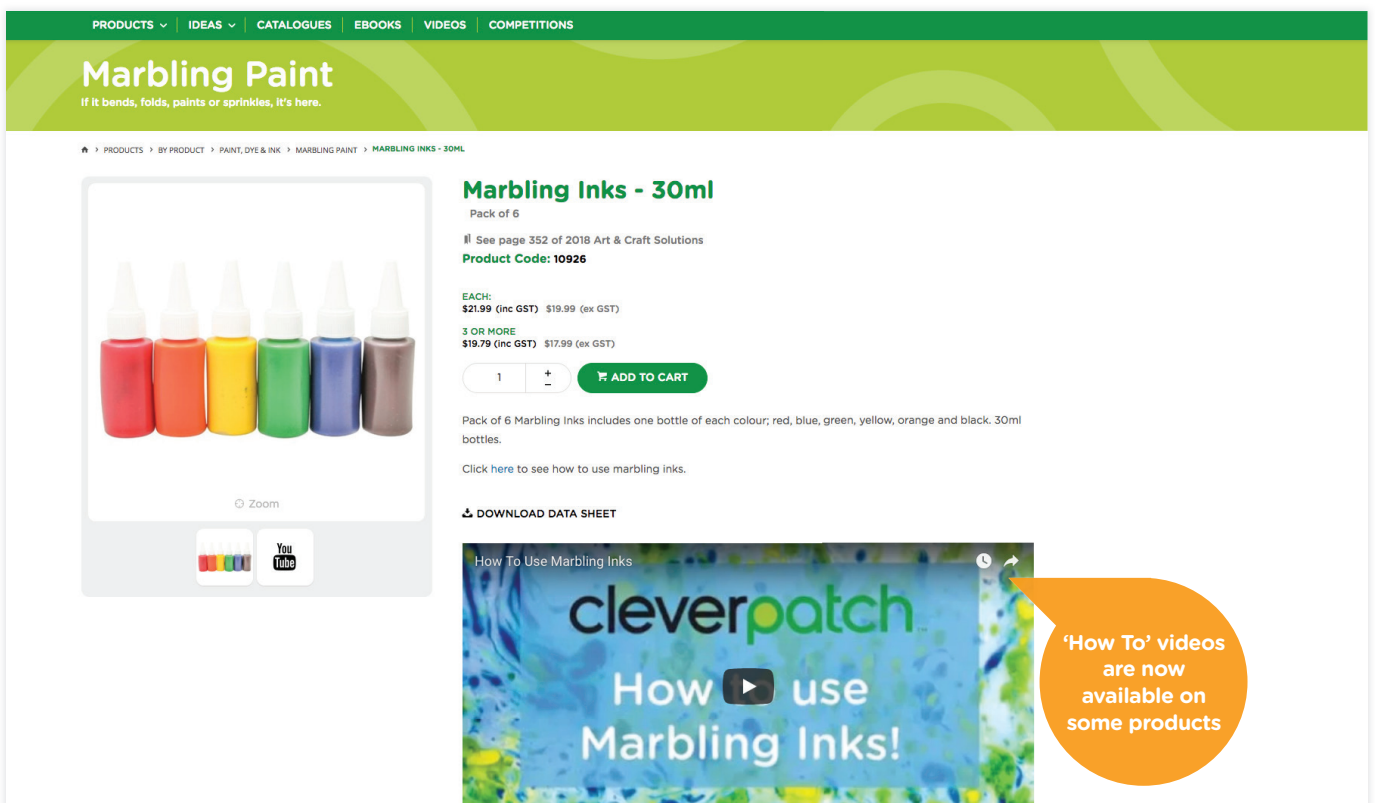 PRODUCTS
IDEAS
CATALOGUES
EBOOKS
VIDEOS
COMPETITIONS
Marbling Paint
If it bends, folds, paints or sprinkles, it's here.
> PRODUCTS > BY PRODUCT > PAINT, DYE & INK > MARBLING PAINT > MARBLING INKS - 30ML
Zoom
You
Tube
Marbling Inks - 30ml
Pack of 6
See page 352 of 2018 Art & Craft Solutions
Product Code: 10926
EACH:
$21.99 (inc GST) $19.99 (ex GST)
3 OR MORE
$19.79 (inc GST) $17.99 (ex GST)
1 + −
ADD TO CART
Pack of 6 Marbling Inks includes one bottle of each colour; red, blue, green, yellow, orange and black. 30ml
bottles.
Click here to see how to use marbling inks.
DOWNLOAD DATA SHEET
How To Use Marbling Inks
cleverpatch
How to use
Marbling Inks!
‘How To’ videos
are now
available on
some products